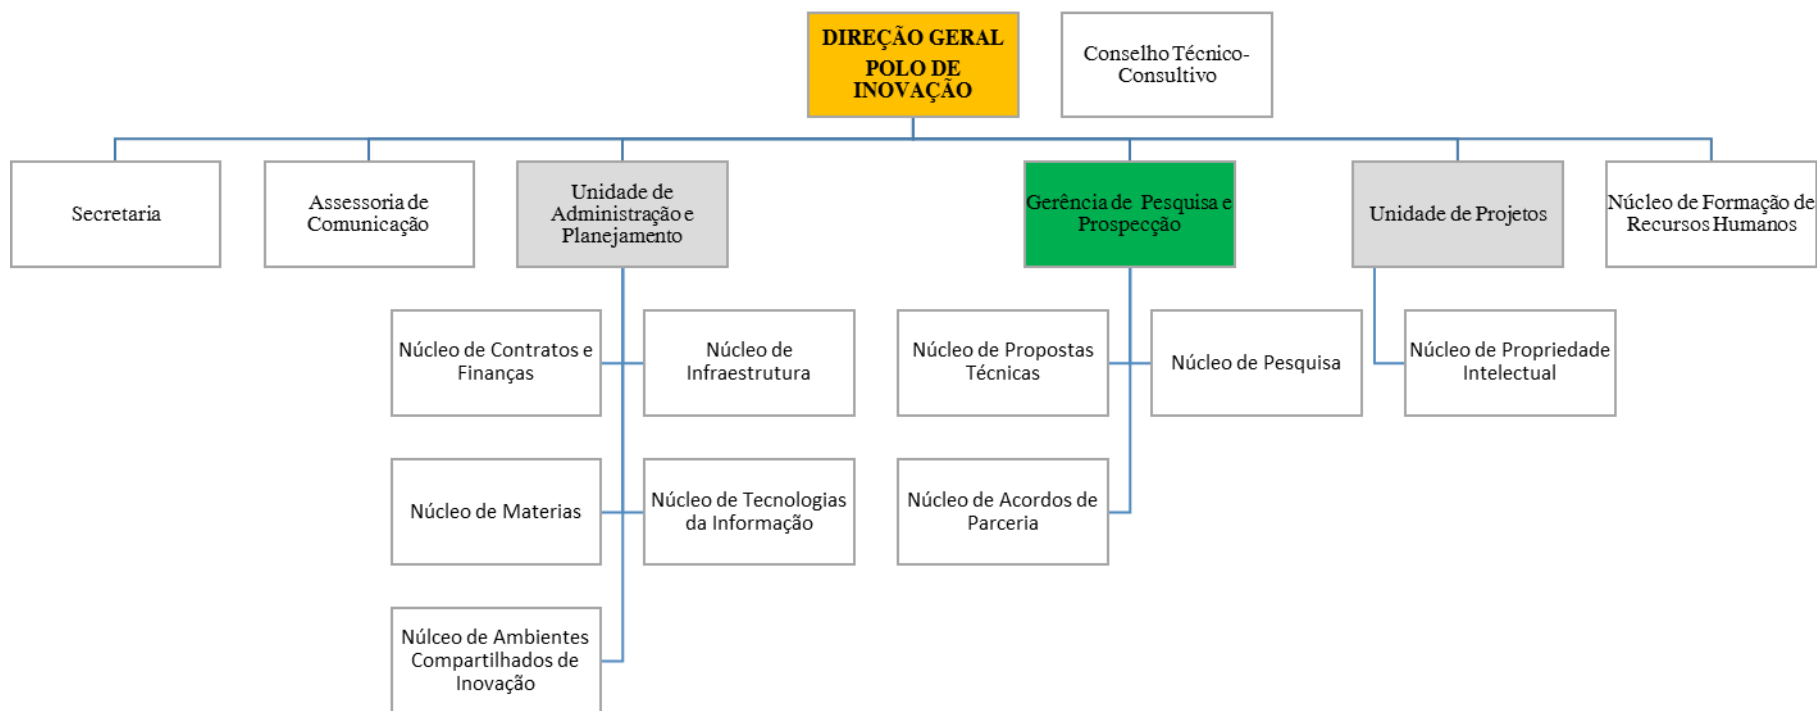 DIREÇÃO GERAL
POLO DE
INOVAÇÃO
Conselho Técnico-
Consultivo
Secretaria
Assessoria de
Comunicação
Unidade de
Administração e
Planejamento
Gerência de Pesquisa e
Prospecção
Unidade de Projetos
Núcleo de Formação de
Recursos Humanos
Núcleo de Contratos e
Finanças
Núcleo de
Infraestrutura
Núcleo de Propostas
Técnicas
Núcleo de Pesquisa
Núcleo de Propriedade
Intelectual
Núcleo de Materias
Núcleo de Tecnologias
da Informação
Núcleo de Acordos de
Parceria
Núlceo de Ambientes
Compartilhados de
Inovação